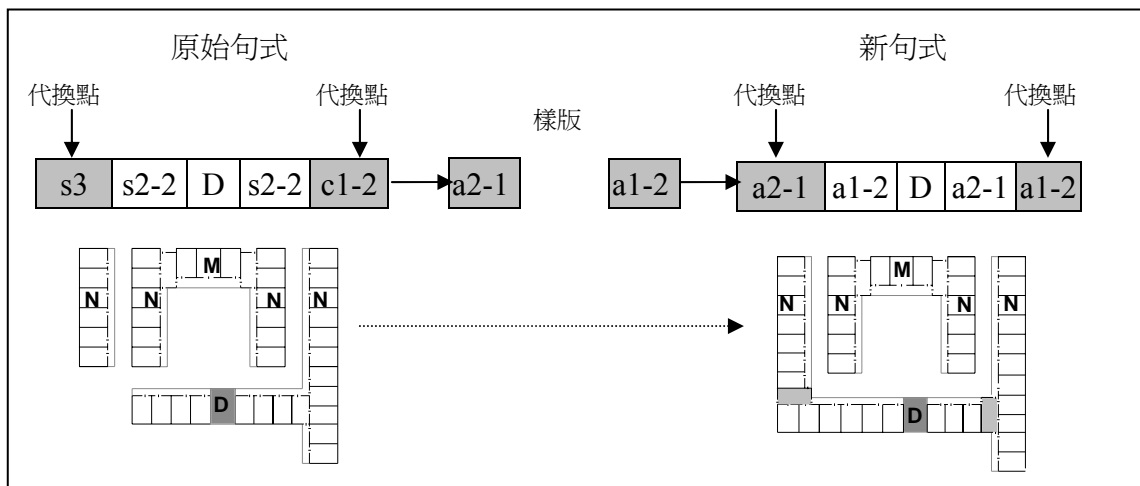 原始句式 新句式
代換點 代換點 樣版 代換點 代換點
s3 s2-2 D s2-2 c1-2 a2-1 a1-2 a2-1 a1-2 D a2-1 a1-2
M M
N N N N N N N N
D D